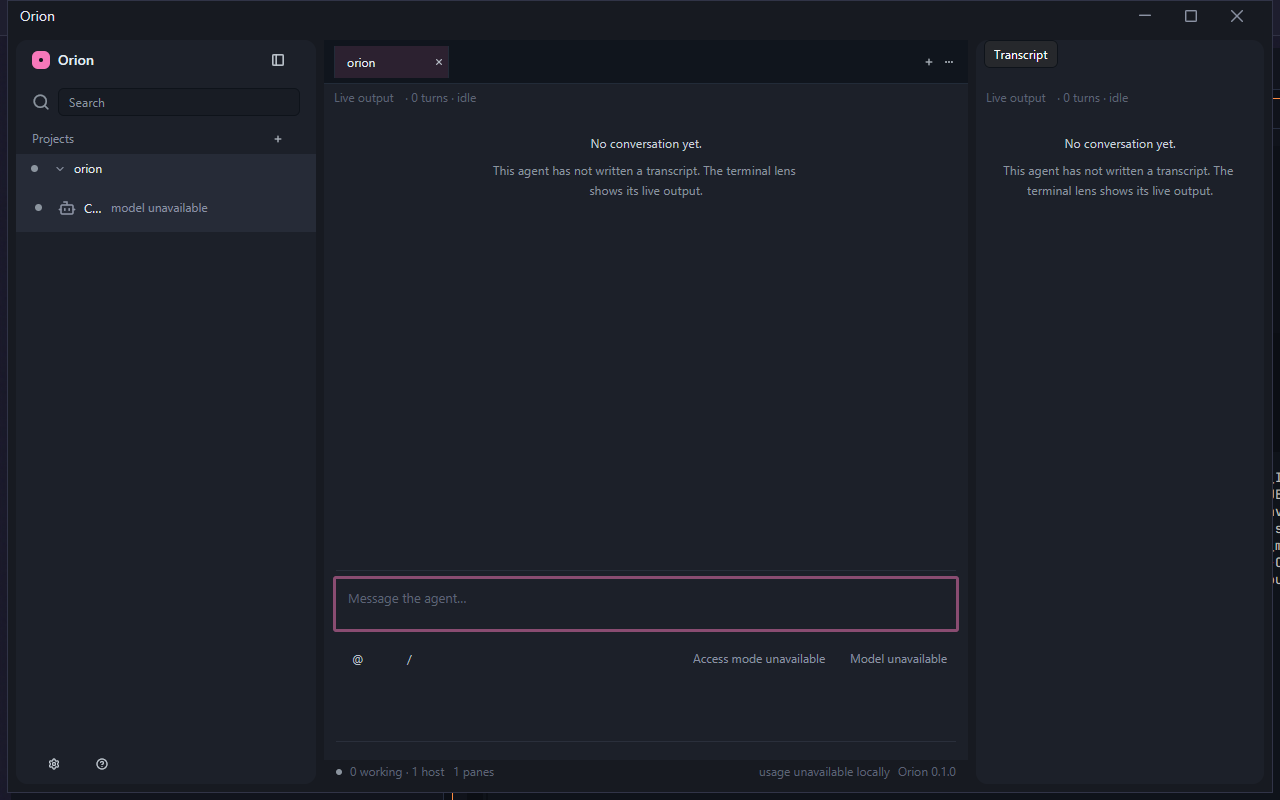 Orion
Orion
Search
Projects +
orion
C... model unavailable
orion × + ···
Live output · 0 turns · idle
No conversation yet.
This agent has not written a transcript. The terminal lens
shows its live output.
Message the agent...
@ /
Access mode unavailable Model unavailable
0 working · 1 host 1 panes
usage unavailable locally Orion 0.1.0
Transcript
Live output · 0 turns · idle
No conversation yet.
This agent has not written a transcript. The
terminal lens shows its live output.